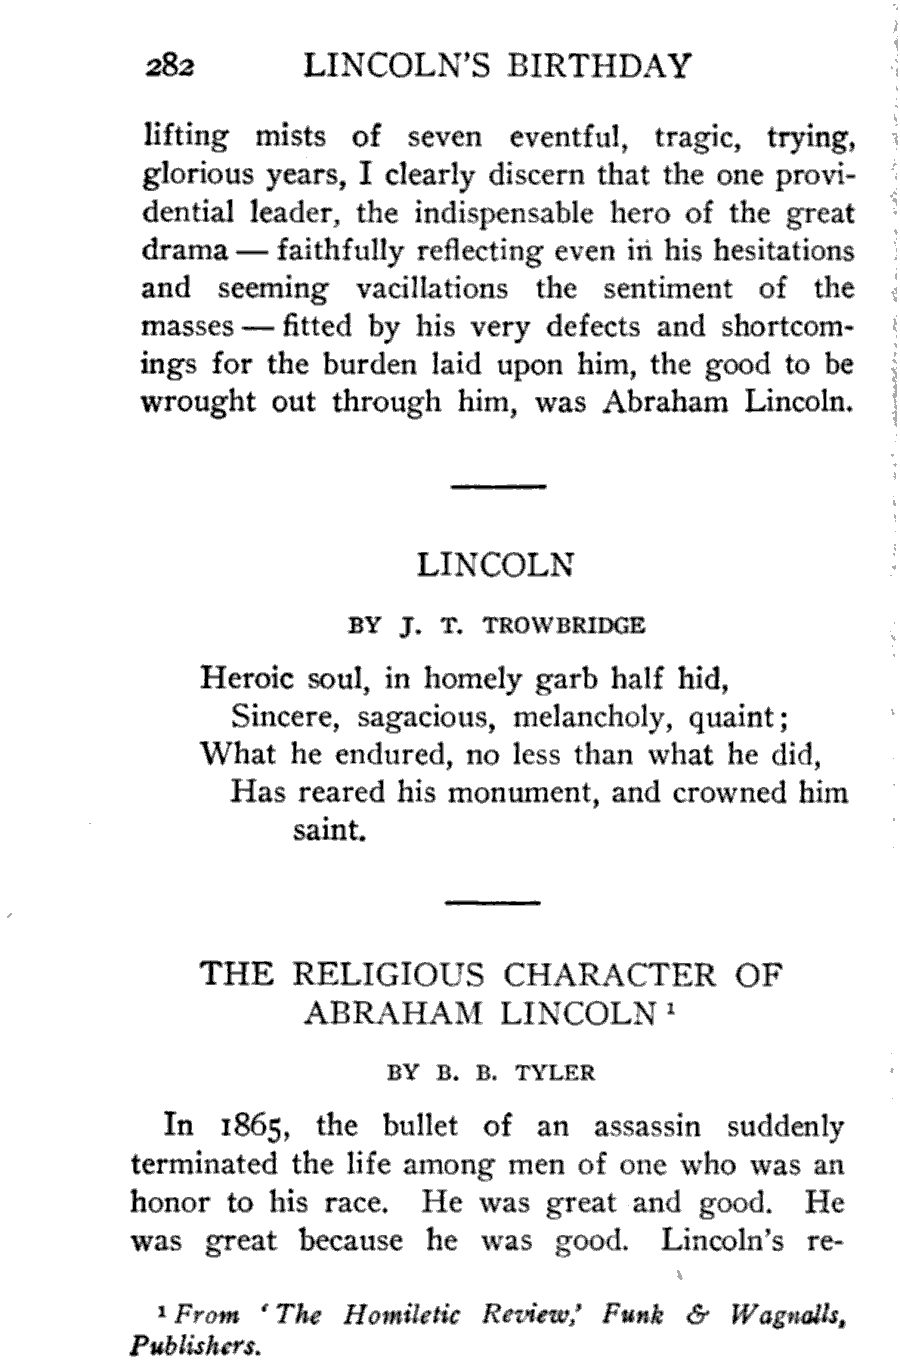 282 LINCOLN'S BIRTHDAY
lifting mists of seven eventful, tragic, trying,
glorious years, I clearly discern that the one provi-
dential leader, the indispensable hero of the great
drama — faithfully reflecting even in his hesitations
and seeming vacillations the sentiment of the
masses — fitted by his very defects and shortcom-
ings for the burden laid upon him, the good to be
wrought out through him, was Abraham Lincoln.
LINCOLN
BY J. T. TROWBRIDGE
Heroic soul, in homely garb half hid,
Sincere, sagacious, melancholy, quaint;
What he endured, no less than what he did,
Has reared his monument, and crowned him
saint.
THE RELIGIOUS CHARACTER OF
ABRAHAM LINCOLN ¹
BY B. B. TYLER
In 1865, the bullet of an assassin suddenly
terminated the life among men of one who was an
honor to his race. He was great and good. He
was great because he was good. Lincoln's re-
¹ From 'The Homiletic Review,' Funk & Wagnalls,
Publishers.